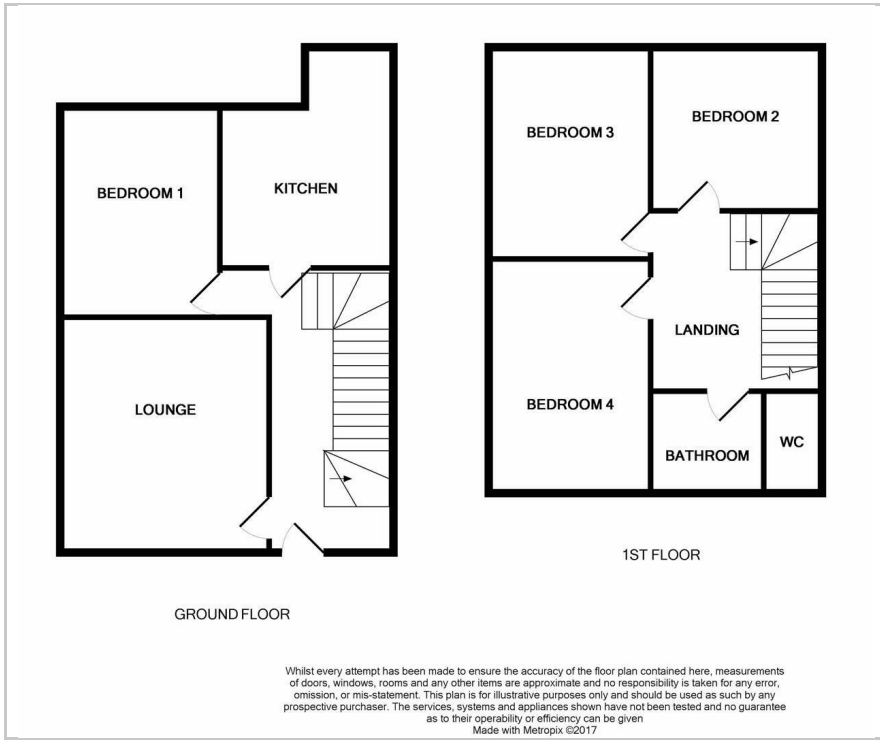 BEDROOM 1
KITCHEN
LOUNGE
GROUND FLOOR
BEDROOM 3
BEDROOM 2
LANDING
BEDROOM 4
BATHROOM
WC
1ST FLOOR
Whilst every attempt has been made to ensure the accuracy of the floor plan contained here, measurements
of doors, windows, rooms and any other items are approximate and no responsibility is taken for any error,
omission, or mis-statement. This plan is for illustrative purposes only and should be used as such by any
prospective purchaser. The services, systems and appliances shown have not been tested and no guarantee
as to their operability or efficiency can be given
Made with Metropix ©2017